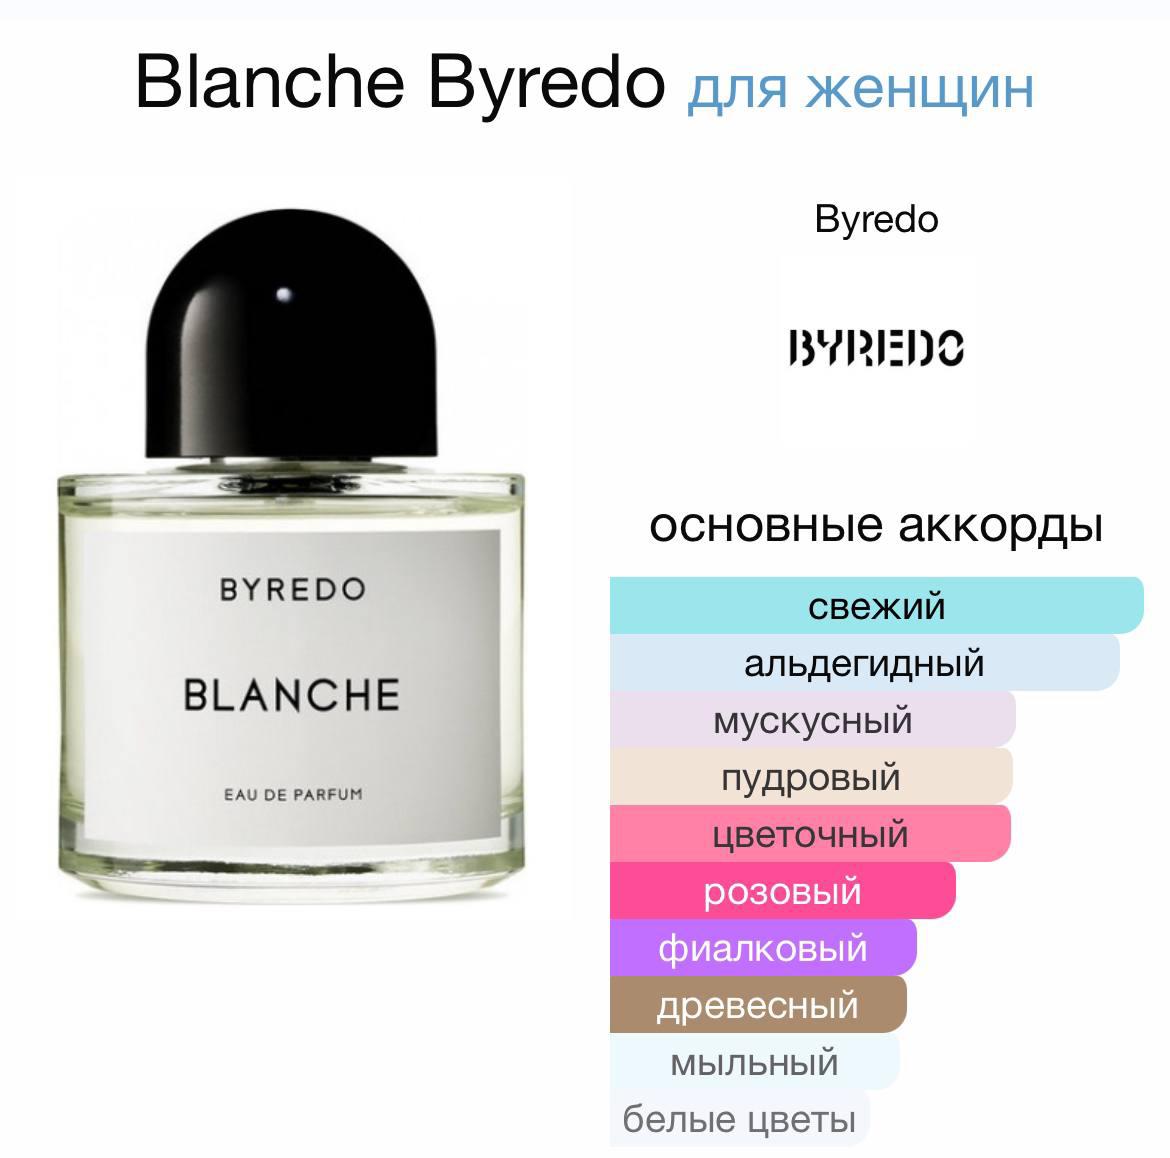 Blanche Byredo для женщин
Byredo
BYREDO
BYREDO
BLANCHE
EAU DE PARFUM
основные аккорды
свежий
альдегидный
мускусный
пудровый
цветочный
розовый
фиалковый
древесный
мыльный
белые цветы